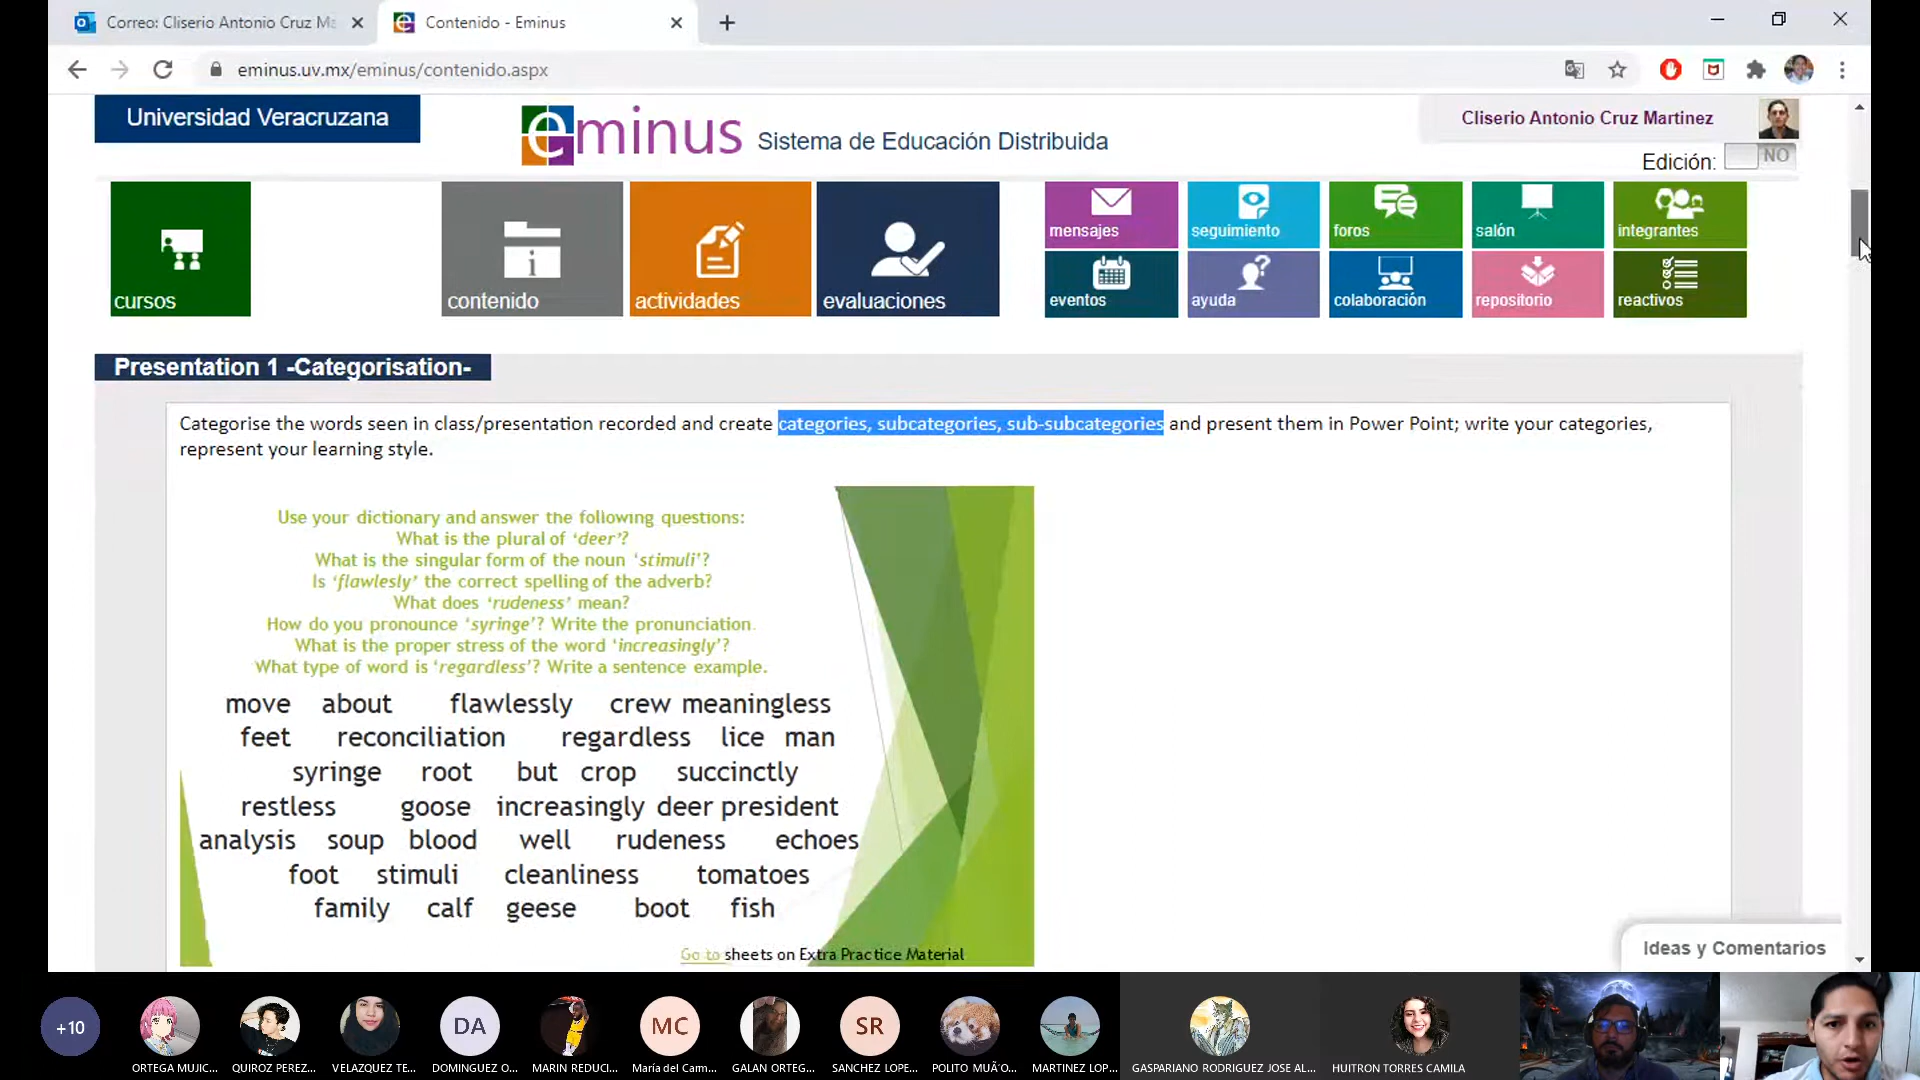 Correo: Cliserio Antonio Cruz Ma
Contenido - Eminus
eminus.uv.mx/eminus/contenido.aspx
Universidad Veracruzana
eminus Sistema de Educación Distribuida
Cliserio Antonio Cruz Martinez
Edición: NO
cursos
contenido
actividades
evaluaciones
mensajes
seguimiento
foros
salón
integrantes
eventos
ayuda
colaboración
repositorio
reactivos
Presentation 1 -Categorisation-
Categorise the words seen in class/presentation recorded and create categories, subcategories, sub-subcategories and present them in Power Point; write your categories,
represent your learning style.
Use your dictionary and answer the following questions:
What is the plural of ‘deer’?
What is the singular form of the noun ‘stimuli’?
Is ‘flawlesly’ the correct spelling of the adverb?
What does ‘rudeness’ mean?
How do you pronounce ‘syringe’? Write the pronunciation.
What is the proper stress of the word ‘increasingly’?
What type of word is ‘regardless’? Write a sentence example.
move about flawlessly crew meaningless
feet reconciliation regardless lice man
syringe root but crop succinctly
restless goose increasingly deer president
analysis soup blood well rudeness echoes
foot stimuli cleanliness tomatoes
family calf geese boot fish
Go to sheets on Extra Practice Material
Ideas y Comentarios
+10
DA
MC
SR
ORTEGA MUJIC...
QUIROZ PEREZ...
VELAZQUEZ TE...
DOMINGUEZ O...
MARIN REDUCI...
María del Carm...
GALAN ORTEG...
SANCHEZ LOPE...
POLITO MUÃ’O...
MARTINEZ LOP...
GASPARIANO RODRIGUEZ JOSE AL...
HUITRON TORRES CAMILA